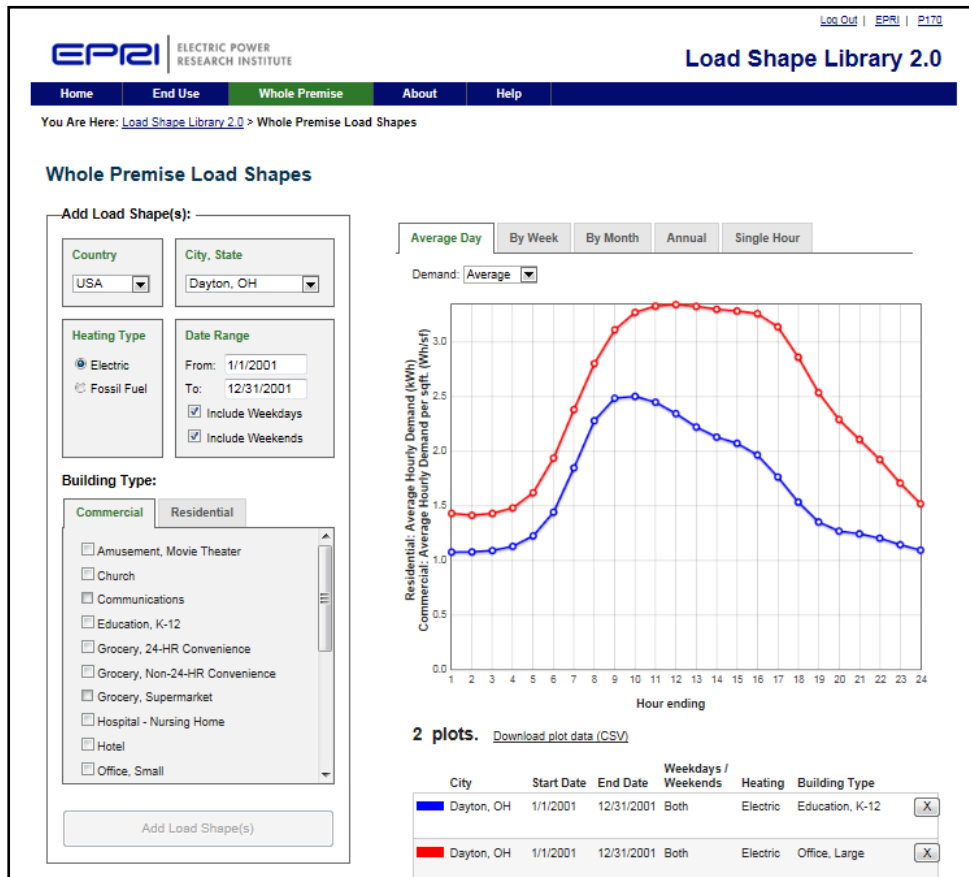 Log Out | EPRI | P170
EPRI ELECTRIC POWER
RESEARCH INSTITUTE
Load Shape Library 2.0
Home End Use Whole Premise About Help
You Are Here: Load Shape Library 2.0 > Whole Premise Load Shapes
Whole Premise Load Shapes
Add Load Shape(s):
Country
USA
City, State
Dayton, OH
Heating Type
Electric
Fossil Fuel
Date Range
From: 1/1/2001
To: 12/31/2001
Include Weekdays
Include Weekends
Building Type:
Commercial Residential
Amusement, Movie Theater
Church
Communications
Education, K-12
Grocery, 24-HR Convenience
Grocery, Non-24-HR Convenience
Grocery, Supermarket
Hospital - Nursing Home
Hotel
Office, Small
Add Load Shape(s)
Average Day By Week By Month Annual Single Hour
Demand: Average
Residential: Average Hourly Demand (kWh)
Commercial: Average Hourly Demand per sqft. (Wh/sf)
3.0
2.5
2.0
1.5
1.0
0.5
0.0
1 2 3 4 5 6 7 8 9 10 11 12 13 14 15 16 17 18 19 20 21 22 23 24
Hour ending
2 plots. Download plot data (CSV)
City Start Date End Date Weekdays / Weekends Heating Building Type
Dayton, OH 1/1/2001 12/31/2001 Both Electric Education, K-12 X
Dayton, OH 1/1/2001 12/31/2001 Both Electric Office, Large X